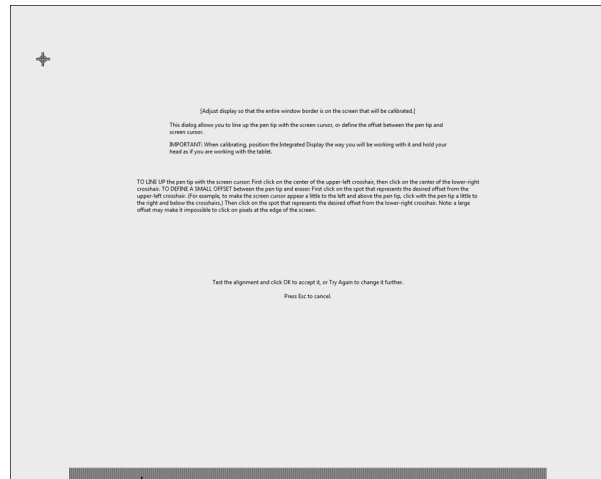 [Adjust display so that the entire window border is on the screen that will be calibrated.]
This dialog allows you to line up the pen tip with the screen cursor, or define the offset between the pen tip and
screen cursor.
IMPORTANT: When calibrating, position the Integrated Display the way you will be working with it and hold your
head as if you are working with the tablet.
TO LINE UP the pen tip with the screen cursor: First click on the center of the upper-left crosshair, then click on the center of the lower-right
crosshair. TO DEFINE A SMALL OFFSET between the pen tip and eraser: First click on the spot that represents the desired offset from the
upper-left crosshair. (For example, to make the screen cursor appear a little to the left and above the pen tip, click with the pen tip a little to
the right and below the crosshairs.) Then click on the spot that represents the desired offset from the lower-right crosshair. Note: a large
offset may make it impossible to click on pixels at the edge of the screen.
Test the alignment and click OK to accept it, or Try Again to change it further.
Press Esc to cancel.